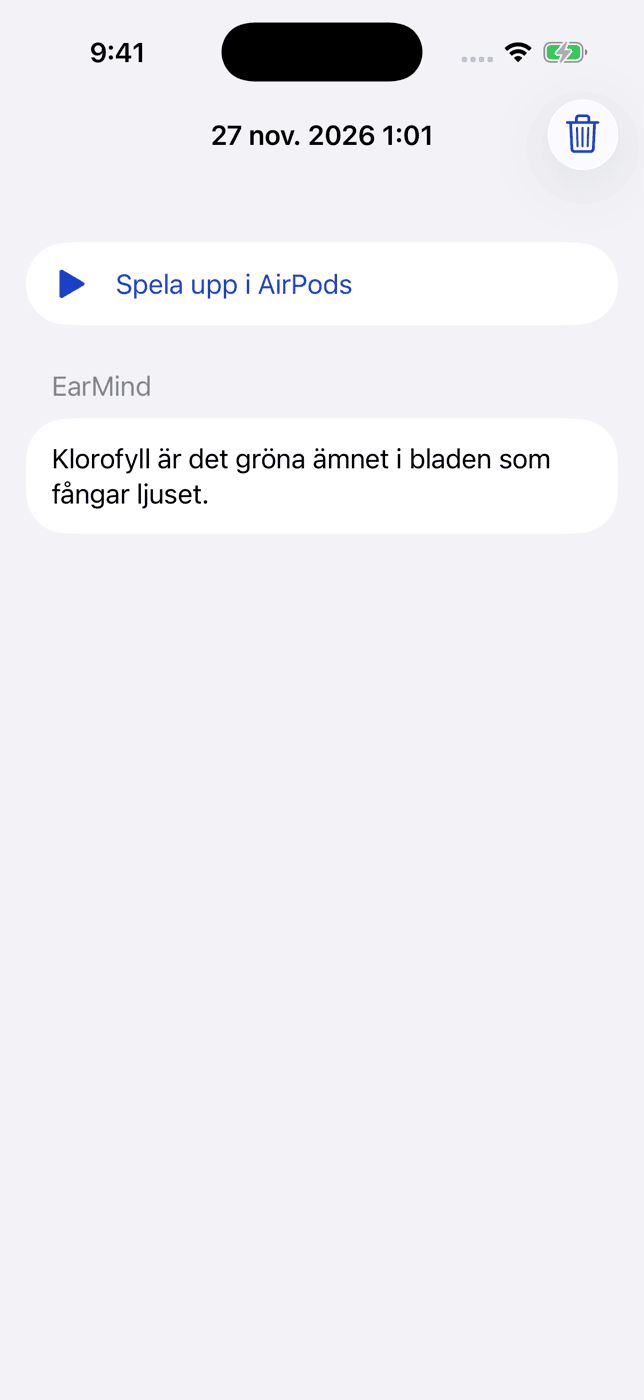 9:41
27 nov. 2026 1:01
Spela upp i AirPods
EarMind
Klorofyll är det gröna ämnet i bladen som
fångar ljuset.